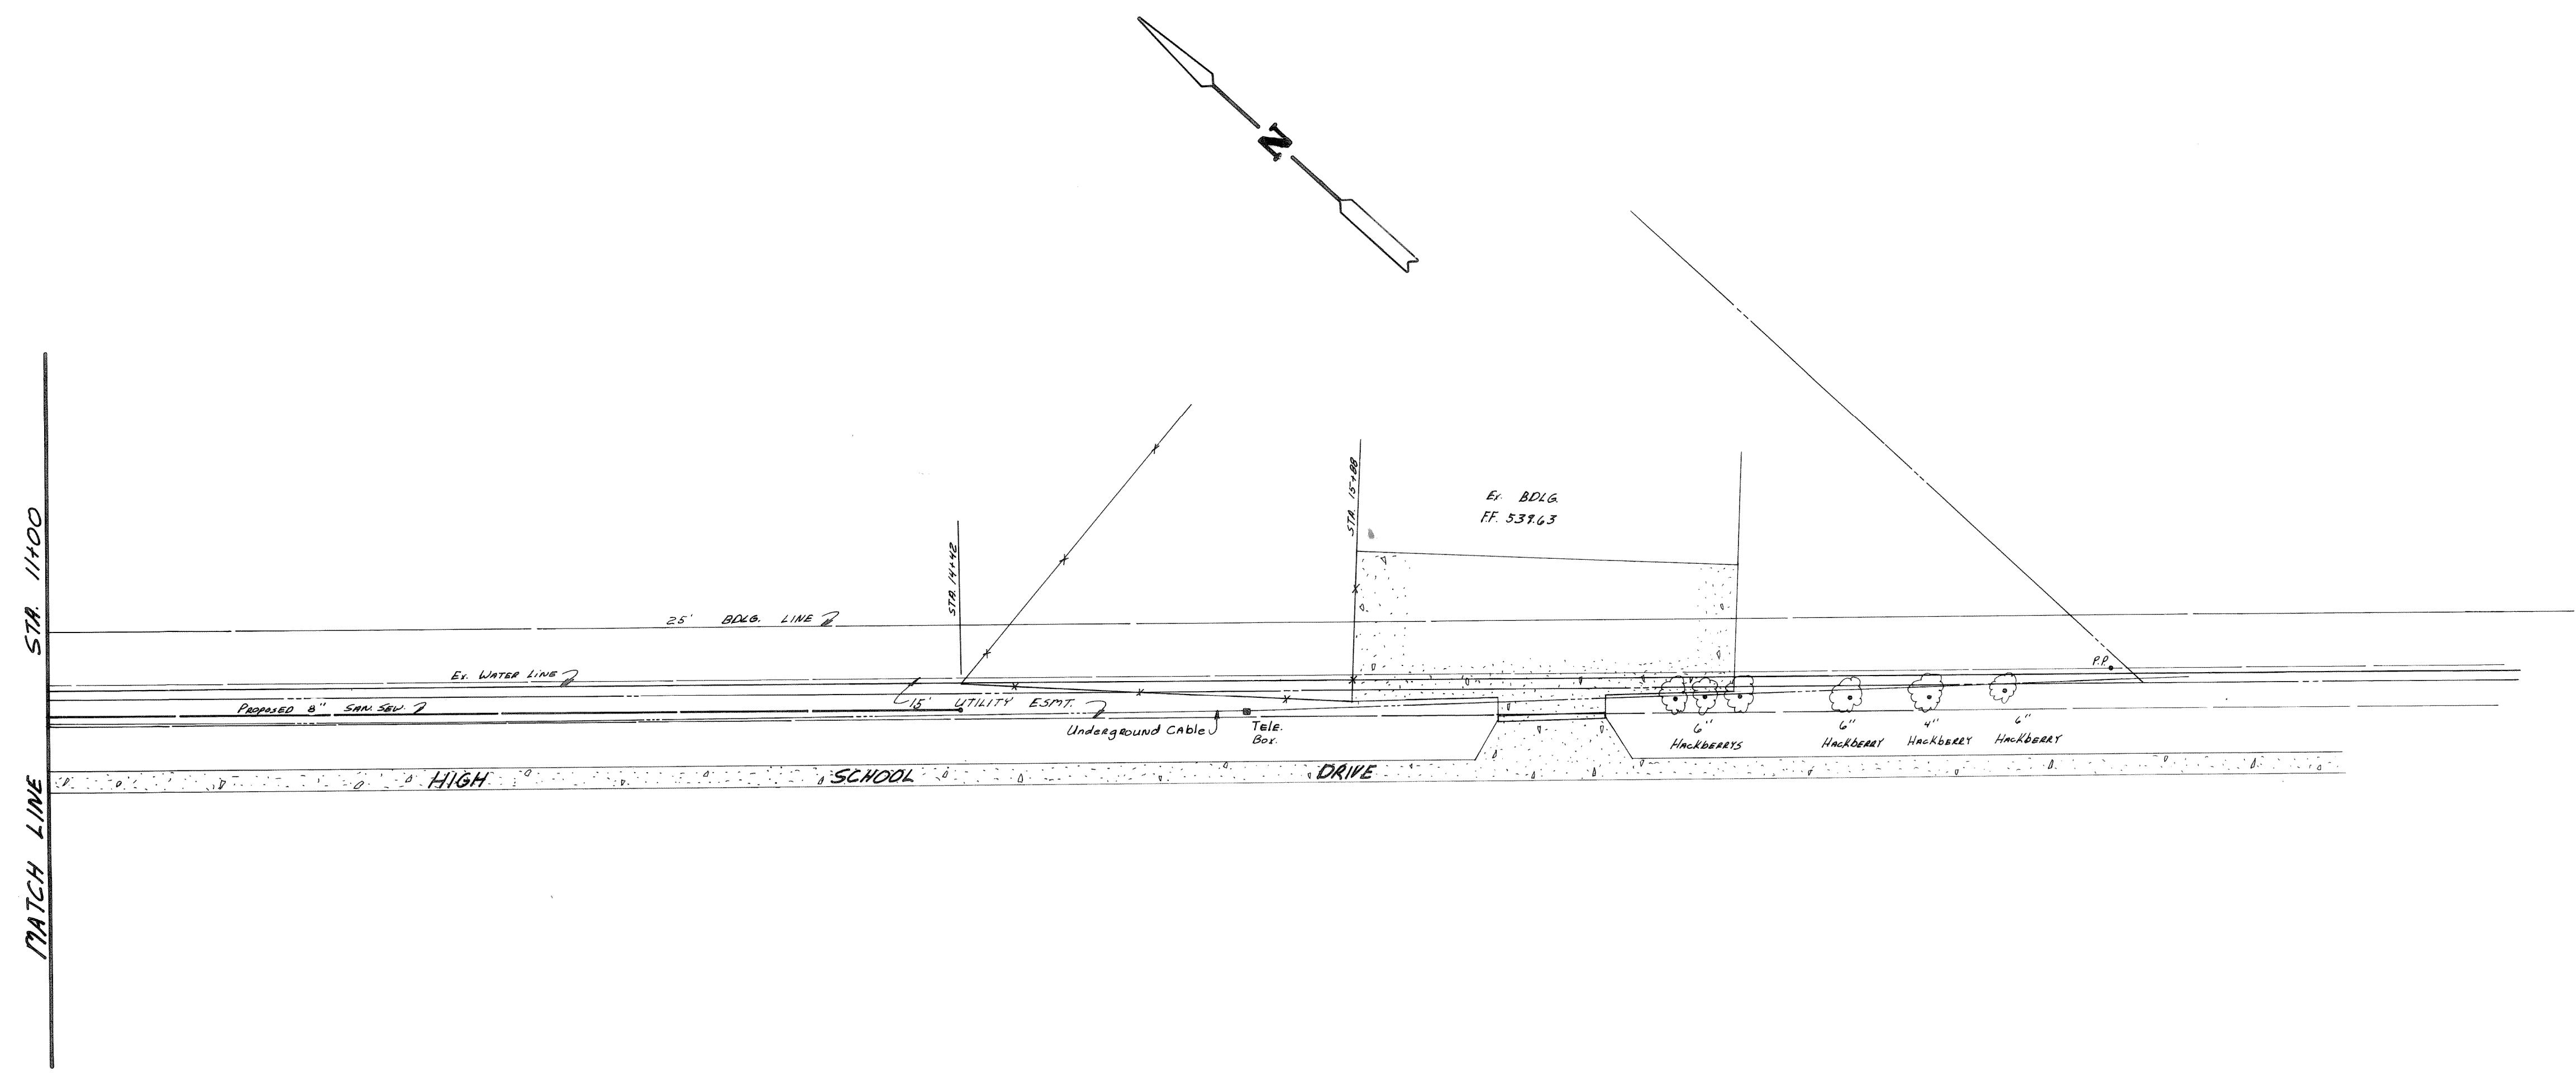 N
MATCH LINE STA. 11+00
STA. 14+42
STA. 15+88
Ex. BDLG.
F.F. 539.63
25' BDLG. LINE
Ex. WATER LINE
P.P.
PROPOSED 8" SAN. SEW.
15' UTILITY ESMT.
Underground Cable
TELE.
Box.
6"
HACKBERRYS
6"
HACKBERRY
4"
HACKBERRY
6"
HACKBERRY
HIGH SCHOOL DRIVE